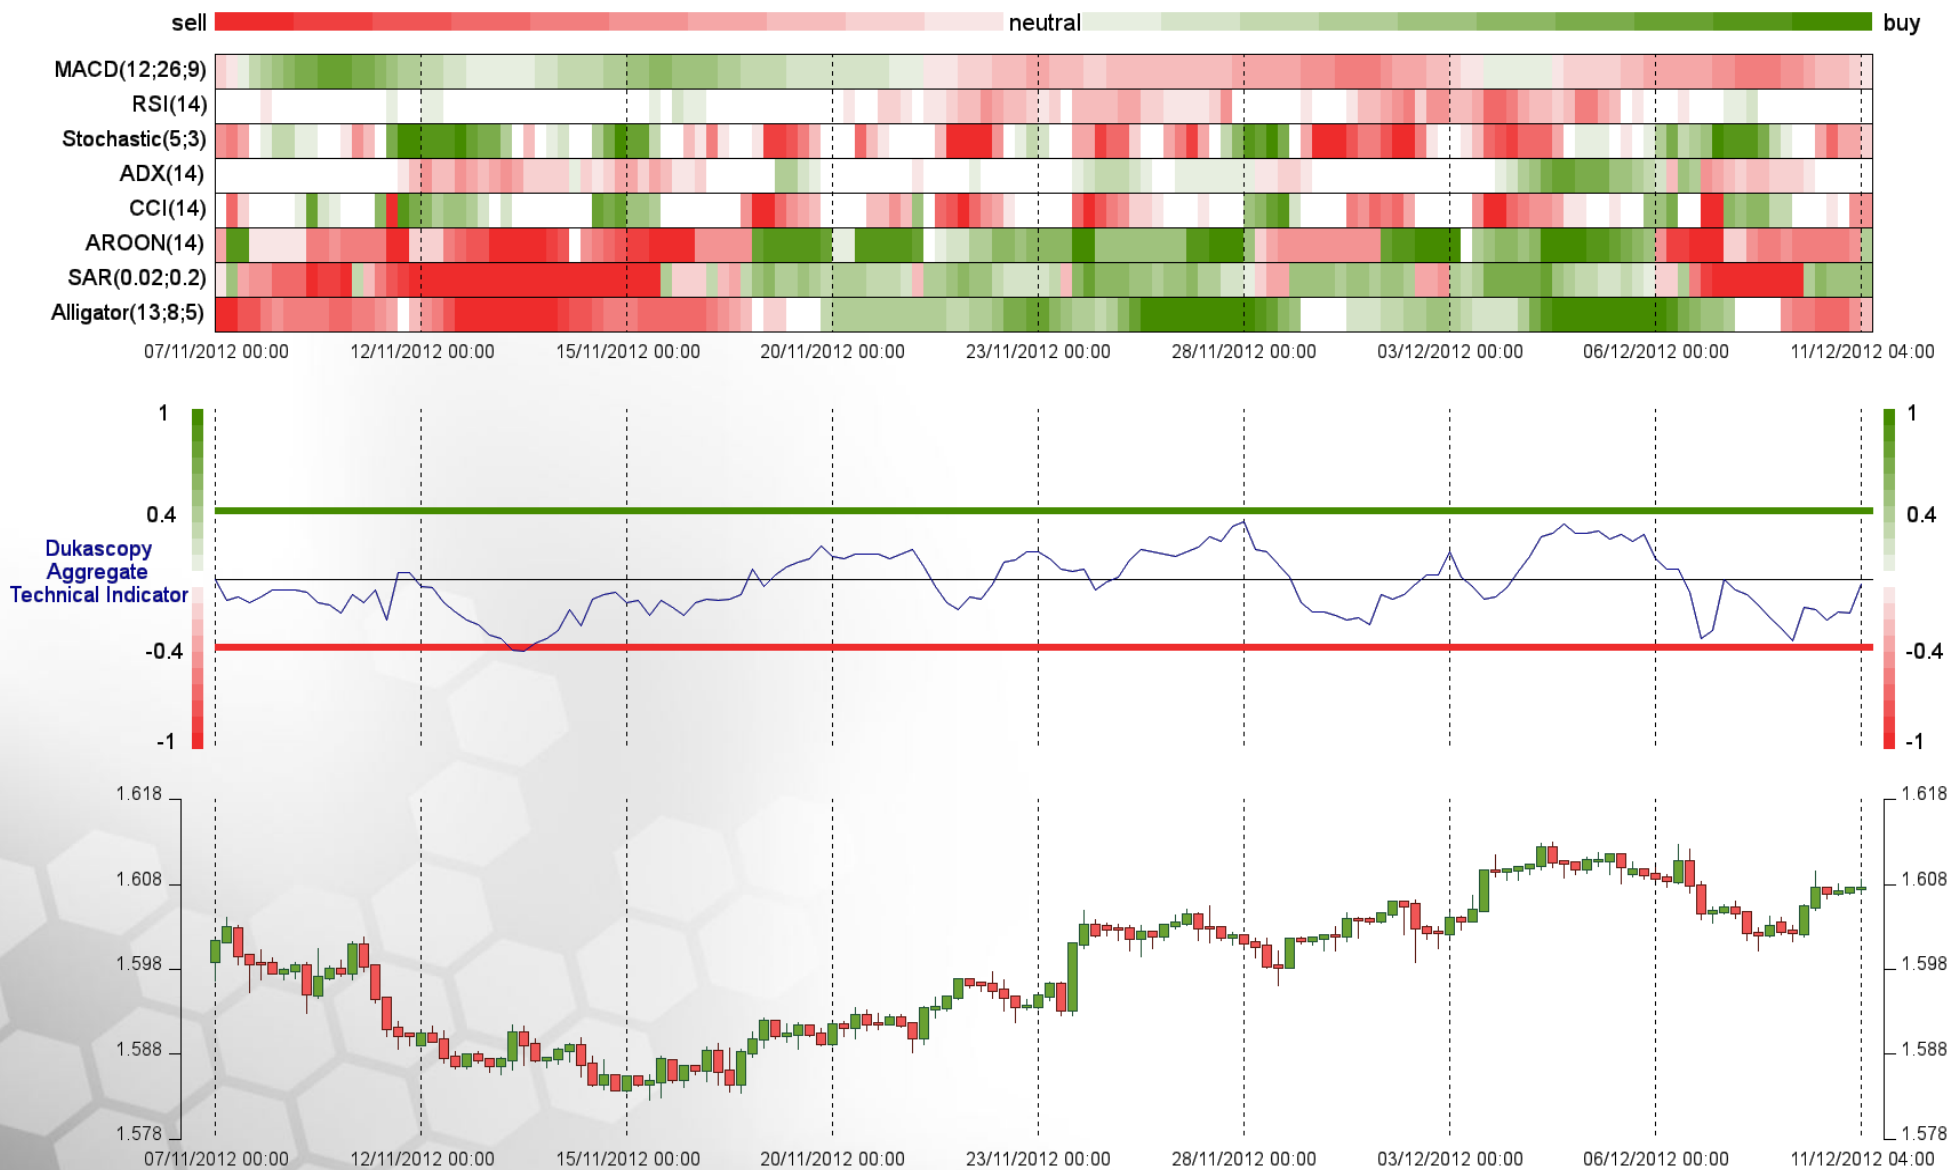 sell neutral buy
MACD(12;26;9)
RSI(14)
Stochastic(5;3)
ADX(14)
CCI(14)
AROON(14)
SAR(0.02;0.2)
Alligator(13;8;5)
07/11/2012 00:00 12/11/2012 00:00 15/11/2012 00:00 20/11/2012 00:00 23/11/2012 00:00 28/11/2012 00:00 03/12/2012 00:00 06/12/2012 00:00 11/12/2012 04:00
1 1
0.4 0.4
Dukascopy
Aggregate
Technical Indicator
-0.4 -0.4
-1 -1
1.618 1.618
1.608 1.608
1.598 1.598
1.588 1.588
1.578 1.578
07/11/2012 00:00 12/11/2012 00:00 15/11/2012 00:00 20/11/2012 00:00 23/11/2012 00:00 28/11/2012 00:00 03/12/2012 00:00 06/12/2012 00:00 11/12/2012 04:00